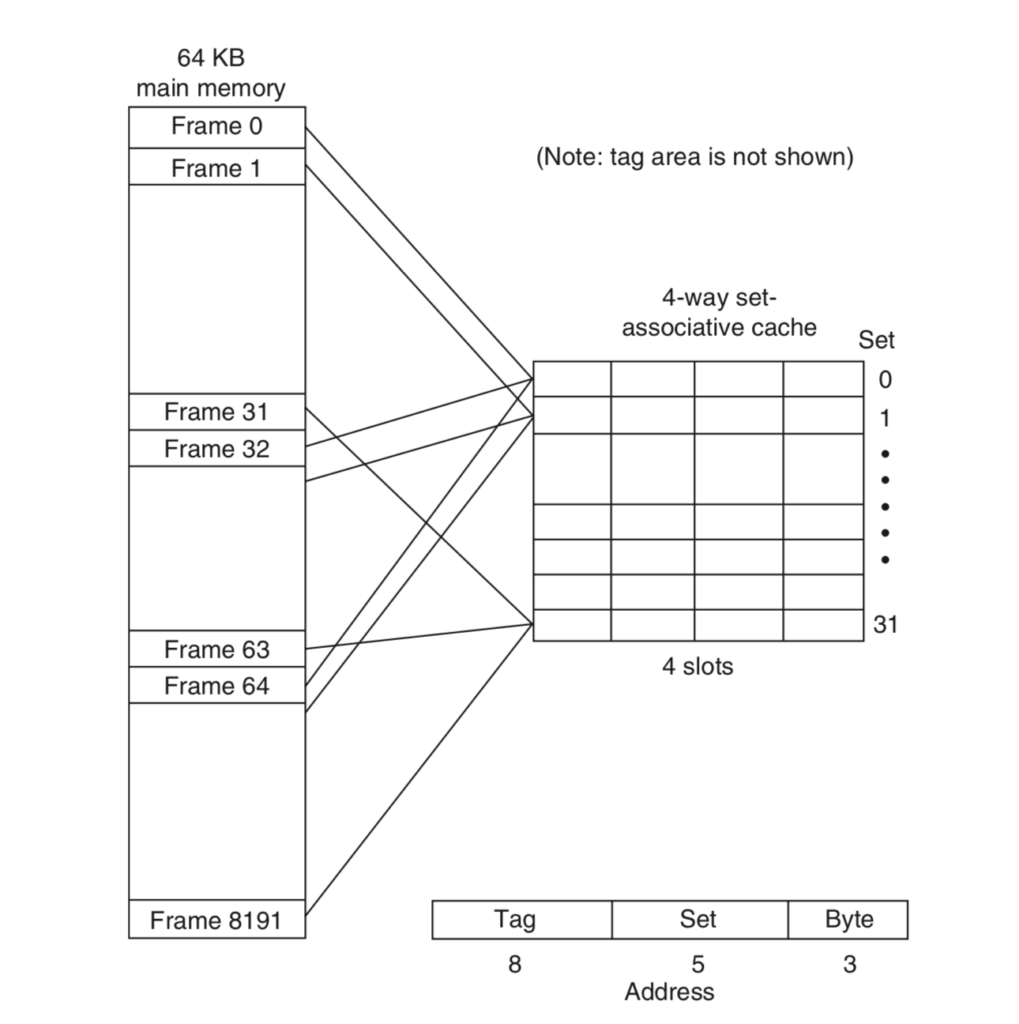 64 KB
main memory
Frame 0
Frame 1
(Note: tag area is not shown)
4-way set-
associative cache
Set
0
1
Frame 31
Frame 32
31
4 slots
Frame 63
Frame 64
Frame 8191
Tag Set Byte
8 5 3
Address